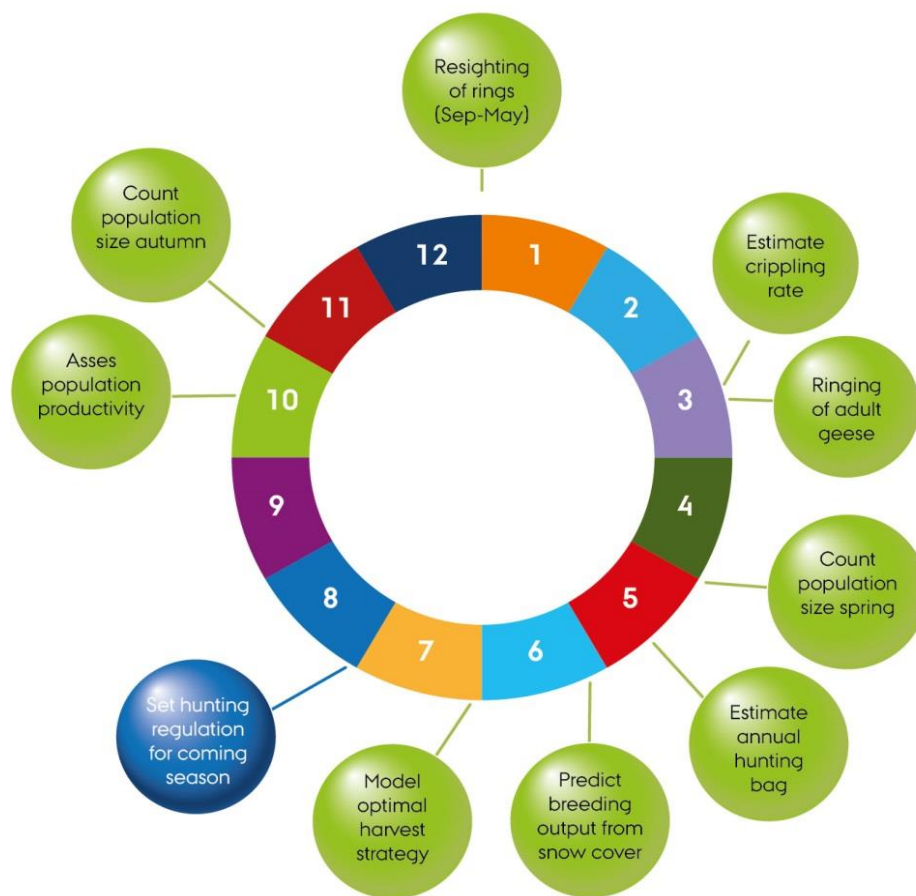 Resighting
of rings
(Sep-May)
Count
population
size autumn
Estimate
crippling
rate
Asses
population
productivity
Ringing
of adult
geese
12
1
11
2
10
3
9
4
8
5
7
6
Count
population
size spring
Set hunting
regulation
for coming
season
Estimate
annual
hunting
bag
Model
optimal
harvest
strategy
Predict
breeding
output from
snow cover